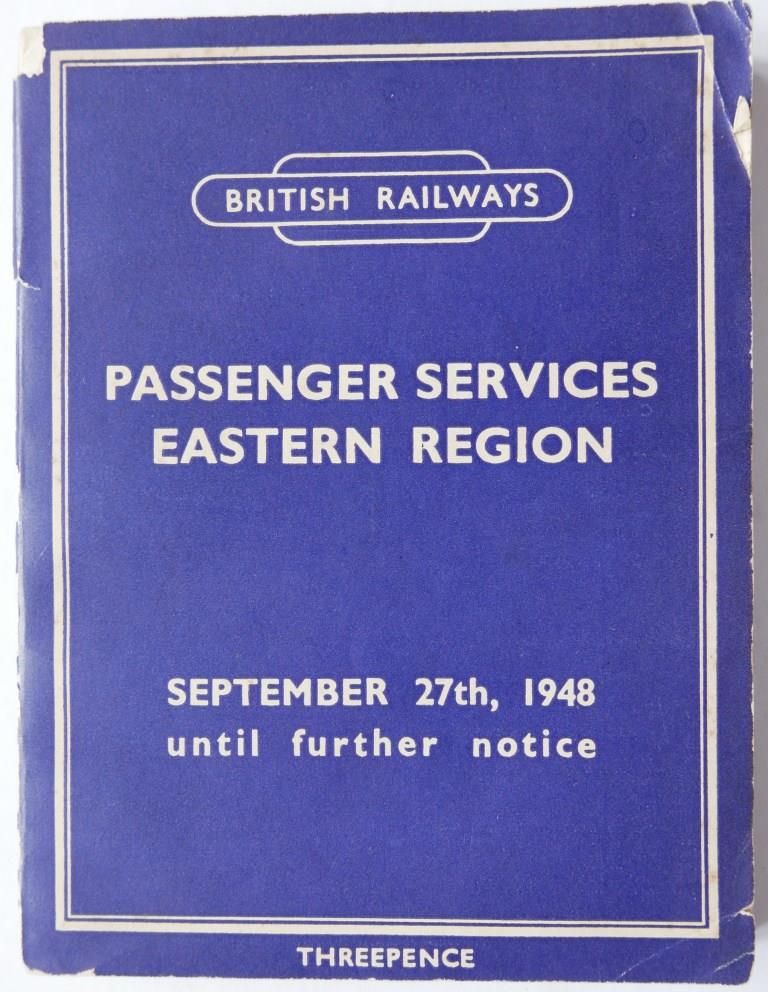 BRITISH RAILWAYS
PASSENGER SERVICES
EASTERN REGION
SEPTEMBER 27th, 1948
until further notice
THREEPENCE